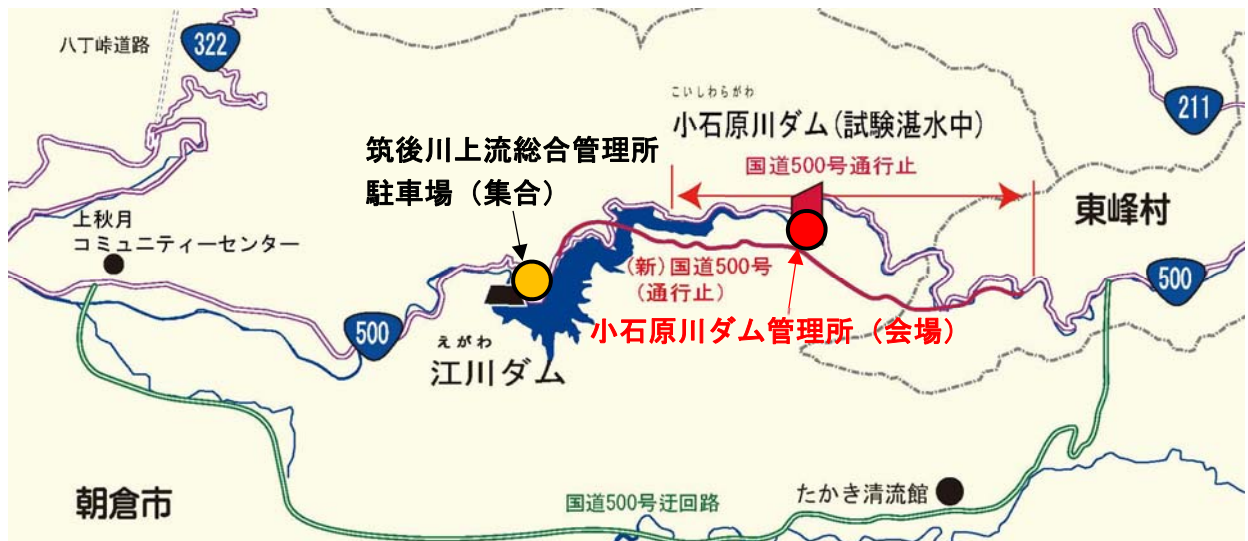 八丁峠道路
322
こいしわらがわ
小石原川ダム(試験湛水中)
211
筑後川上流総合管理所
駐車場（集合）
国道500号通行止
東峰村
上秋月
コミュニティーセンター
(新)国道500号
(通行止)
500
500
小石原川ダム管理所（会場）
えがわ
江川ダム
朝倉市
国道500号迂回路
たかき清流館